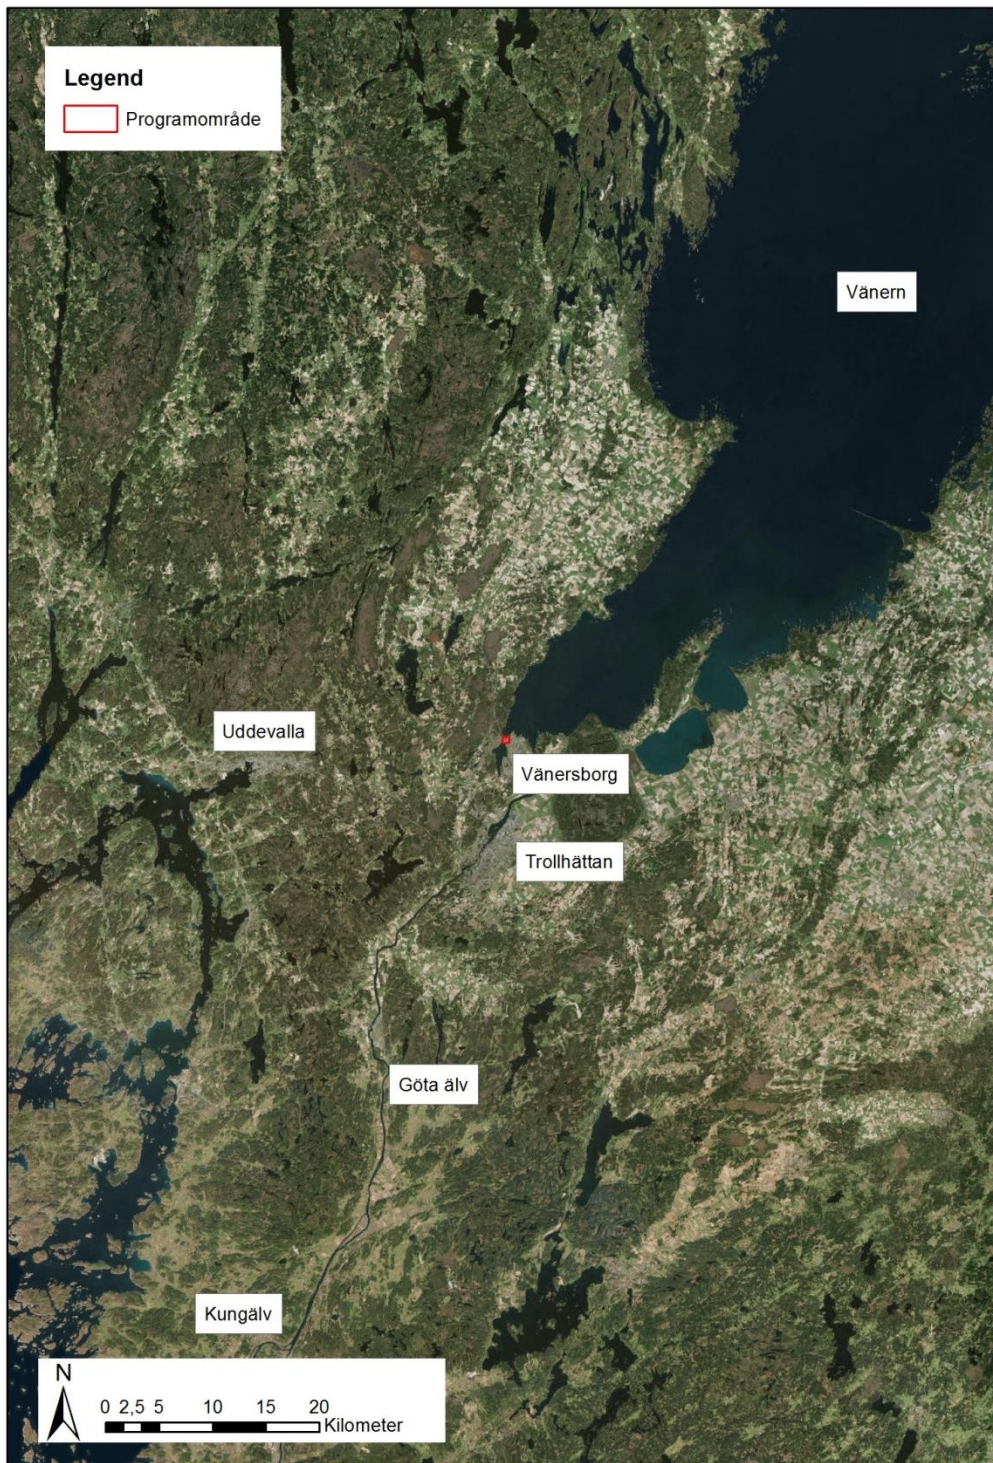 Legend
Programområde
Vänern
Uddevalla
Vänersborg
Trollhättan
Göta älv
Kungälv
N
0 2,5 5 10 15 20
Kilometer